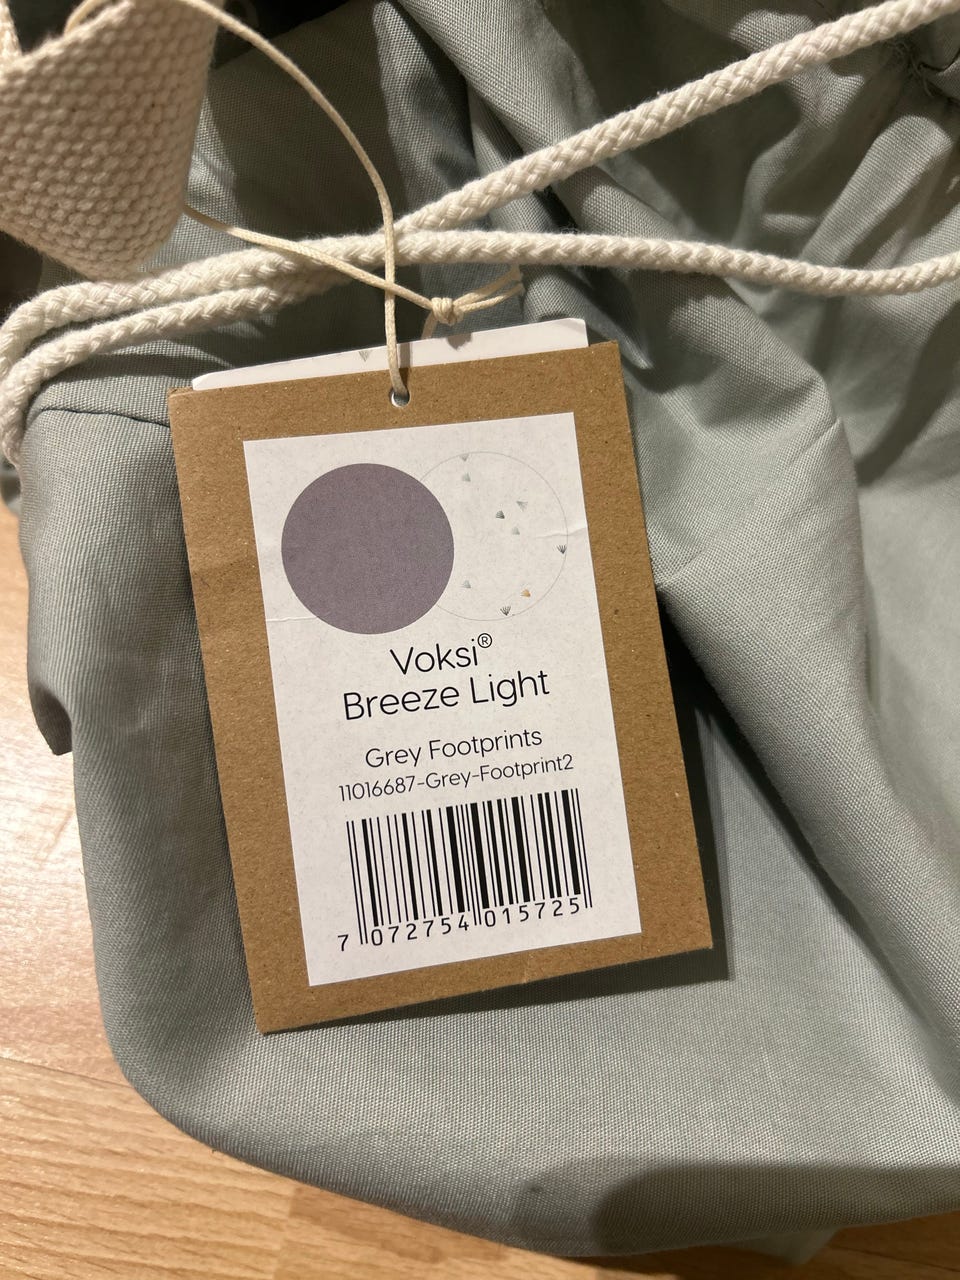 Voksi®
Breeze Light
Grey Footprints
11016687-Grey-Footprint2
7 072754 015725